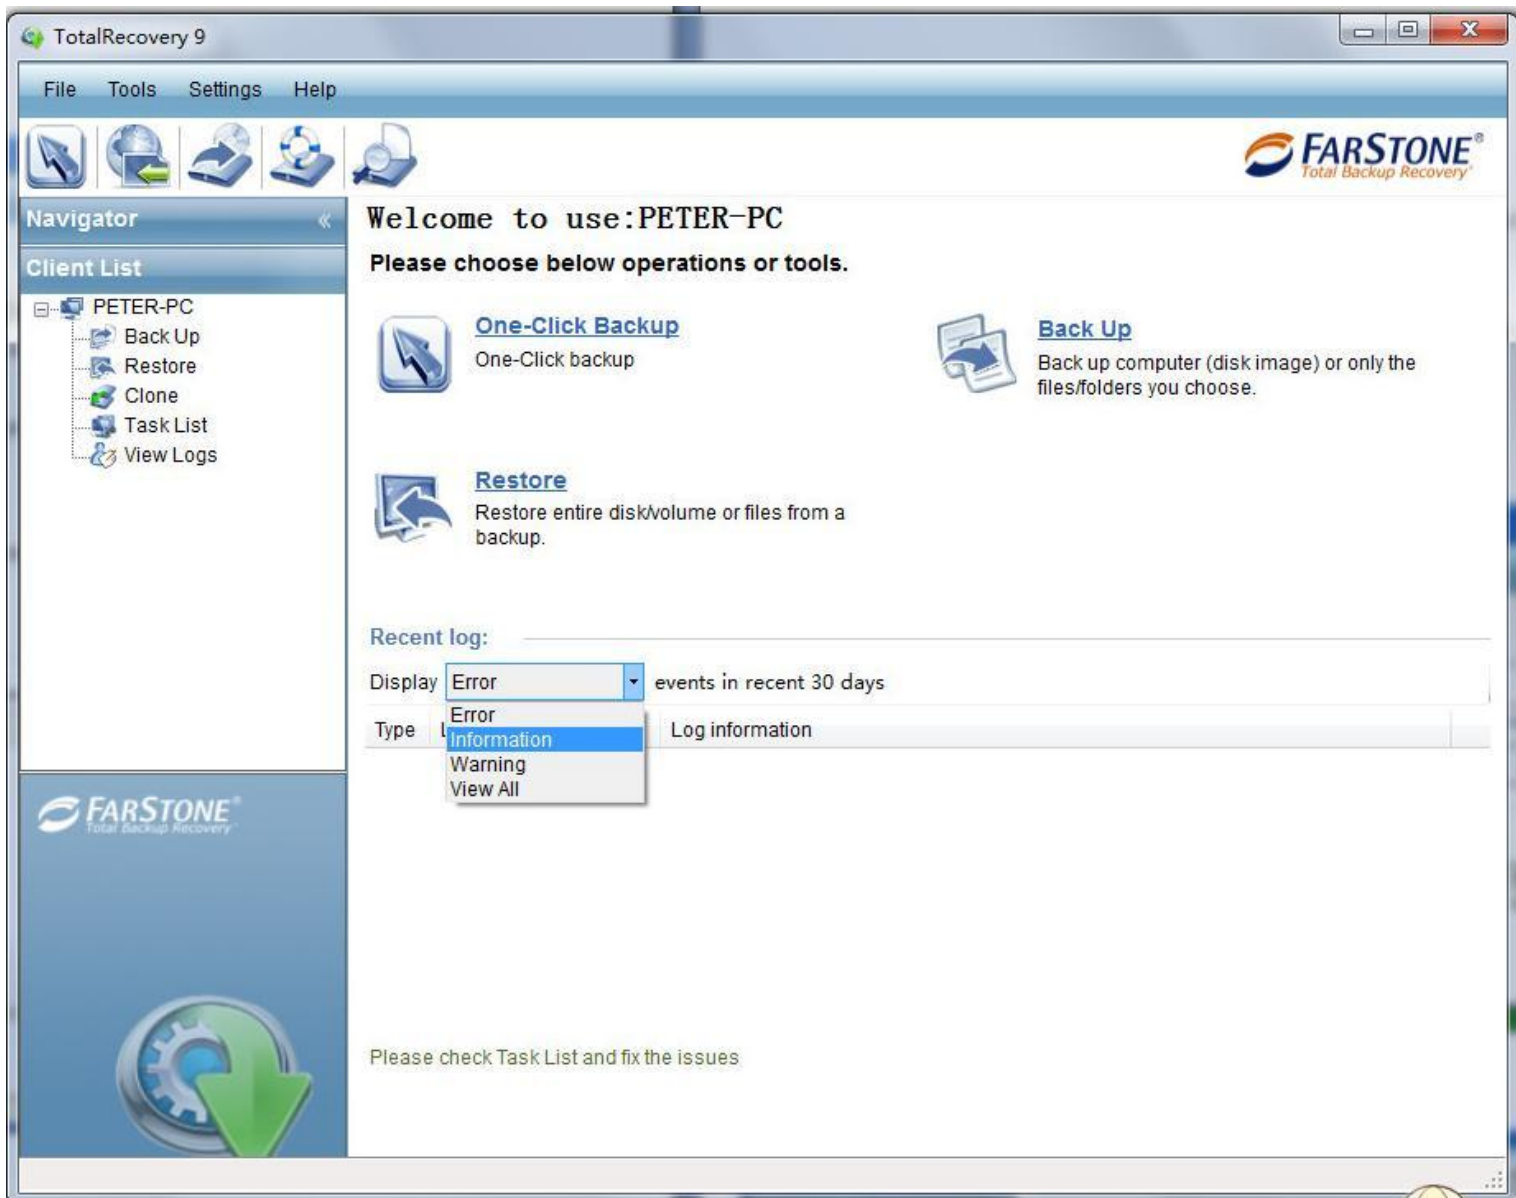 TotalRecovery 9
File Tools Settings Help
FARSTONE®
Total Backup Recovery
Navigator «
Client List
PETER-PC
Back Up
Restore
Clone
Task List
View Logs
FARSTONE
Total Backup Recovery
Welcome to use:PETER-PC
Please choose below operations or tools.
One-Click Backup
One-Click backup
Back Up
Back up computer (disk image) or only the
files/folders you choose.
Restore
Restore entire disk/volume or files from a
backup.
Recent log:
Display Error events in recent 30 days
Type Log information
Error
Information
Warning
View All
Please check Task List and fix the issues